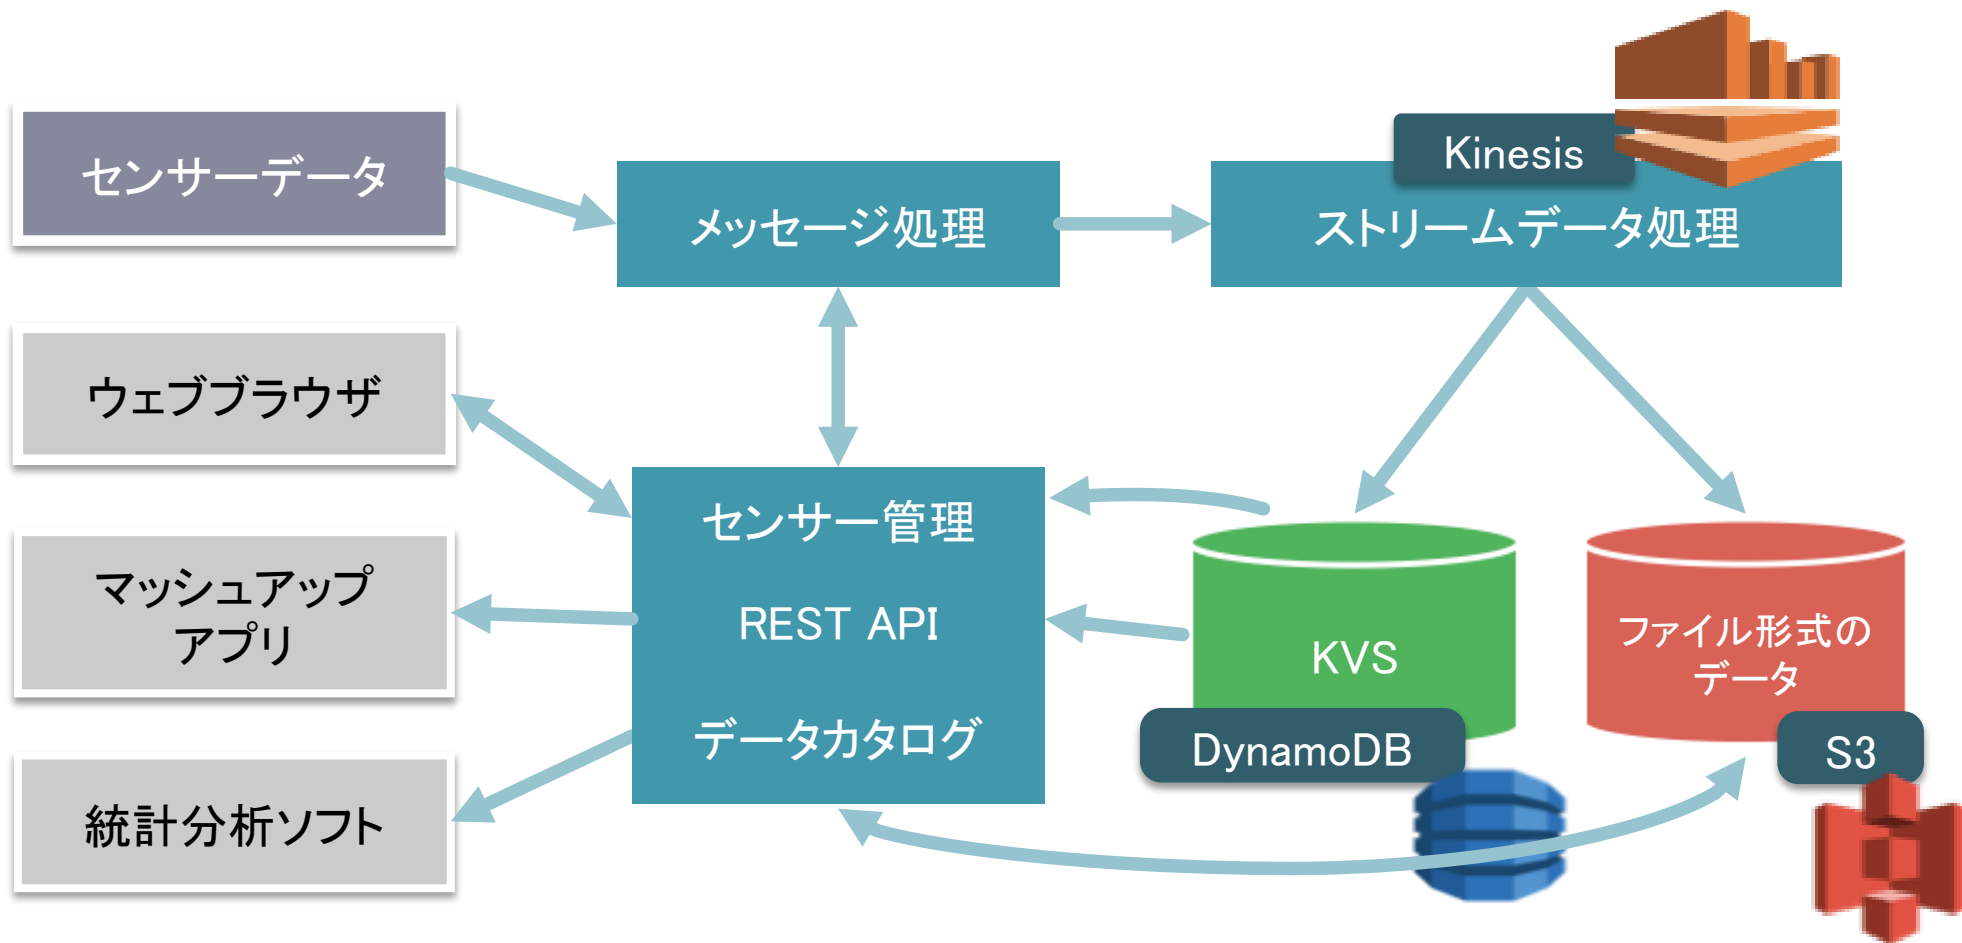 センサーデータ
メッセージ処理
Kinesis
ストリームデータ処理
ウェブブラウザ
マッシュアップ
アプリ
統計分析ソフト
センサー管理
REST API
データカタログ
KVS
DynamoDB
ファイル形式の
データ
S3